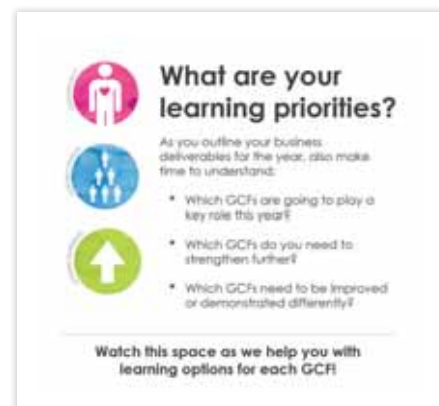 What are your
learning priorities?
As you outline your business
deliverables for the year, also make
time to understand:
• Which GCFs are going to play a
key role this year?
• Which GCFs do you need to
strengthen further?
• Which GCFs need to be improved
or demonstrated differently?
Watch this space as we help you with
learning options for each GCF!